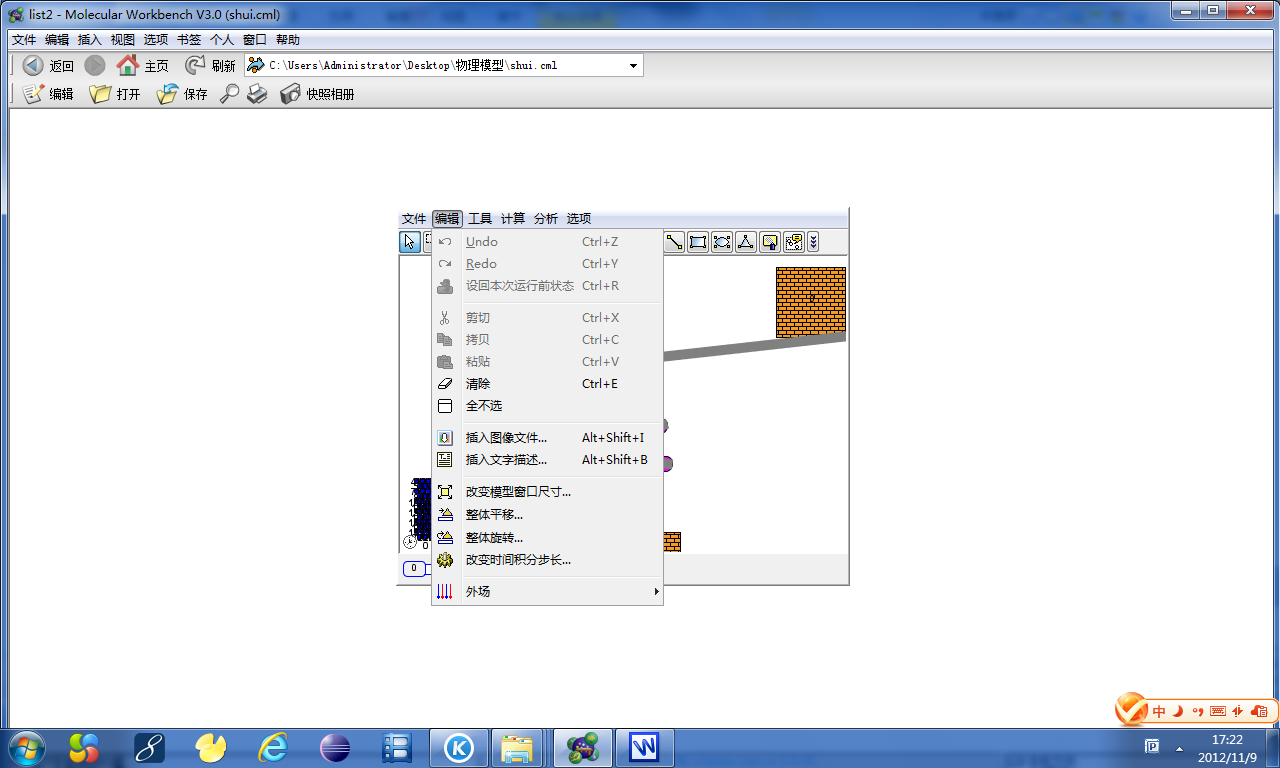 list2 - Molecular Workbench V3.0 (shui.cml)
文件 编辑 插入 视图 选项 书签 个人 窗口 帮助
返回 主页 刷新 C:\Users\Administrator\Desktop\物理模型\shui.cml
编辑 打开 保存 快照相册
文件 编辑 工具 计算 分析 选项
Undo Ctrl+Z
Redo Ctrl+Y
设回本次运行前状态 Ctrl+R
剪切 Ctrl+X
拷贝 Ctrl+C
粘贴 Ctrl+V
清除 Ctrl+E
全不选
插入图像文件... Alt+Shift+I
插入文字描述... Alt+Shift+B
改变模型窗口尺寸...
整体平移...
整体旋转...
改变时间积分步长...
外场
0
0
中
17:22
2012/11/9